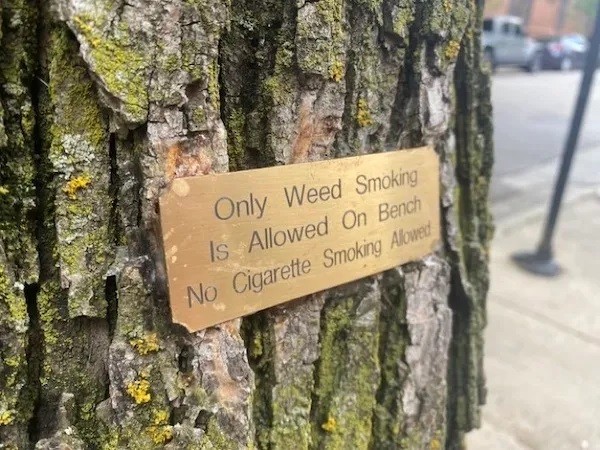 Only Weed Smoking
Is Allowed On Bench
No Cigarette Smoking Allowed